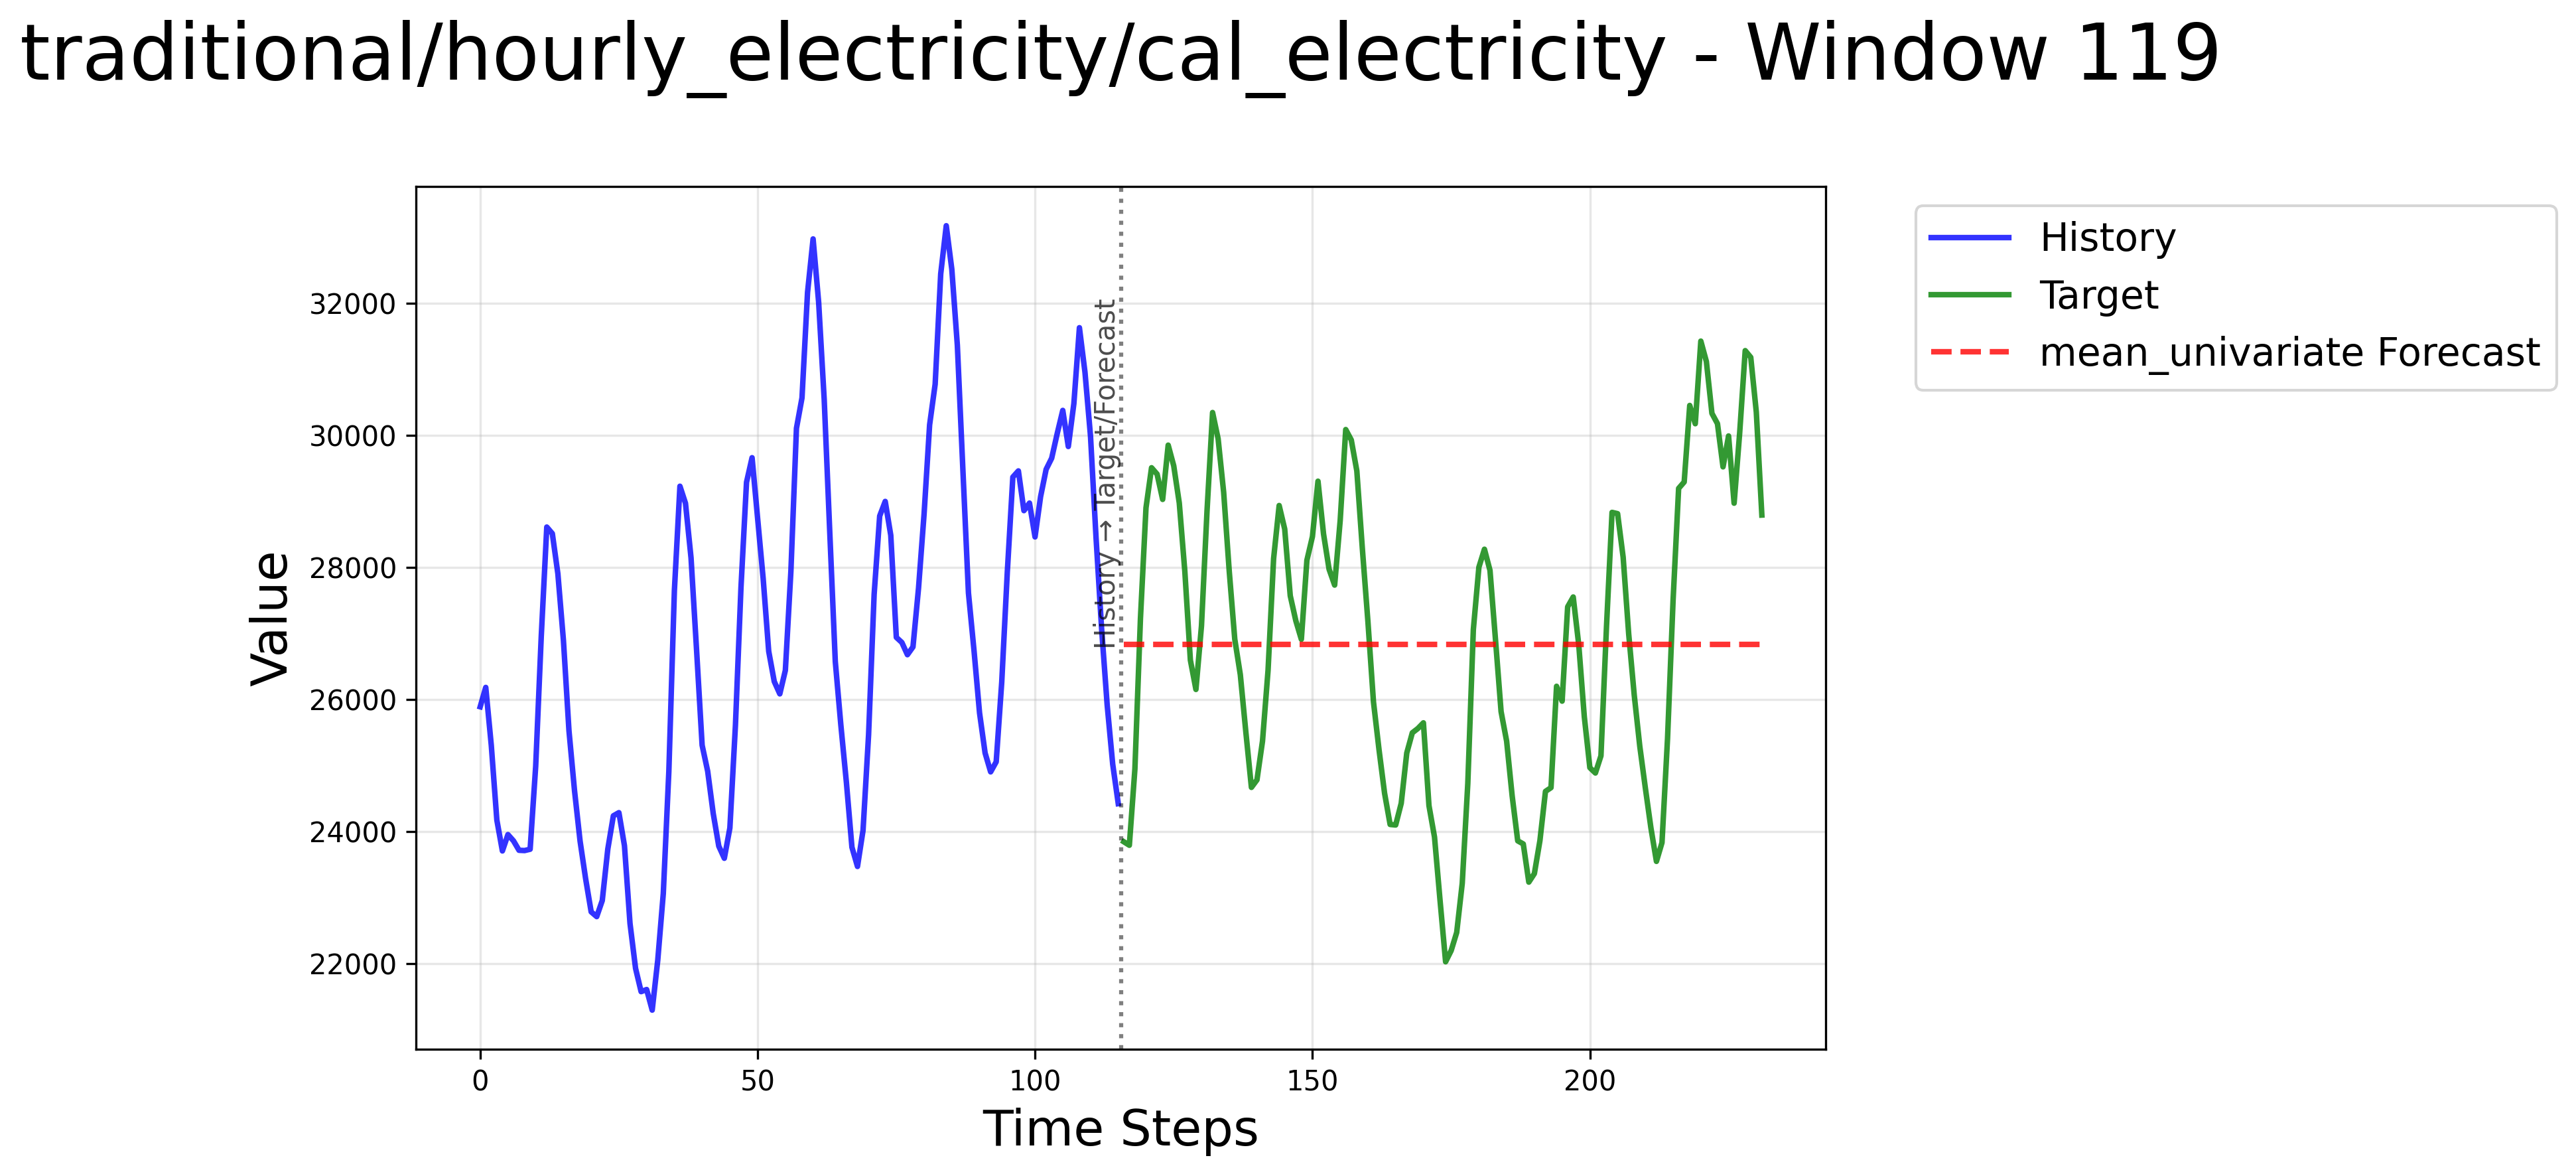 traditional/hourly_electricity/cal_electricity - Window 119
History
Target
mean_univariate Forecast
History → Target/Forecast
Value
32000
30000
28000
26000
24000
22000
0
50
100
150
200
Time Steps